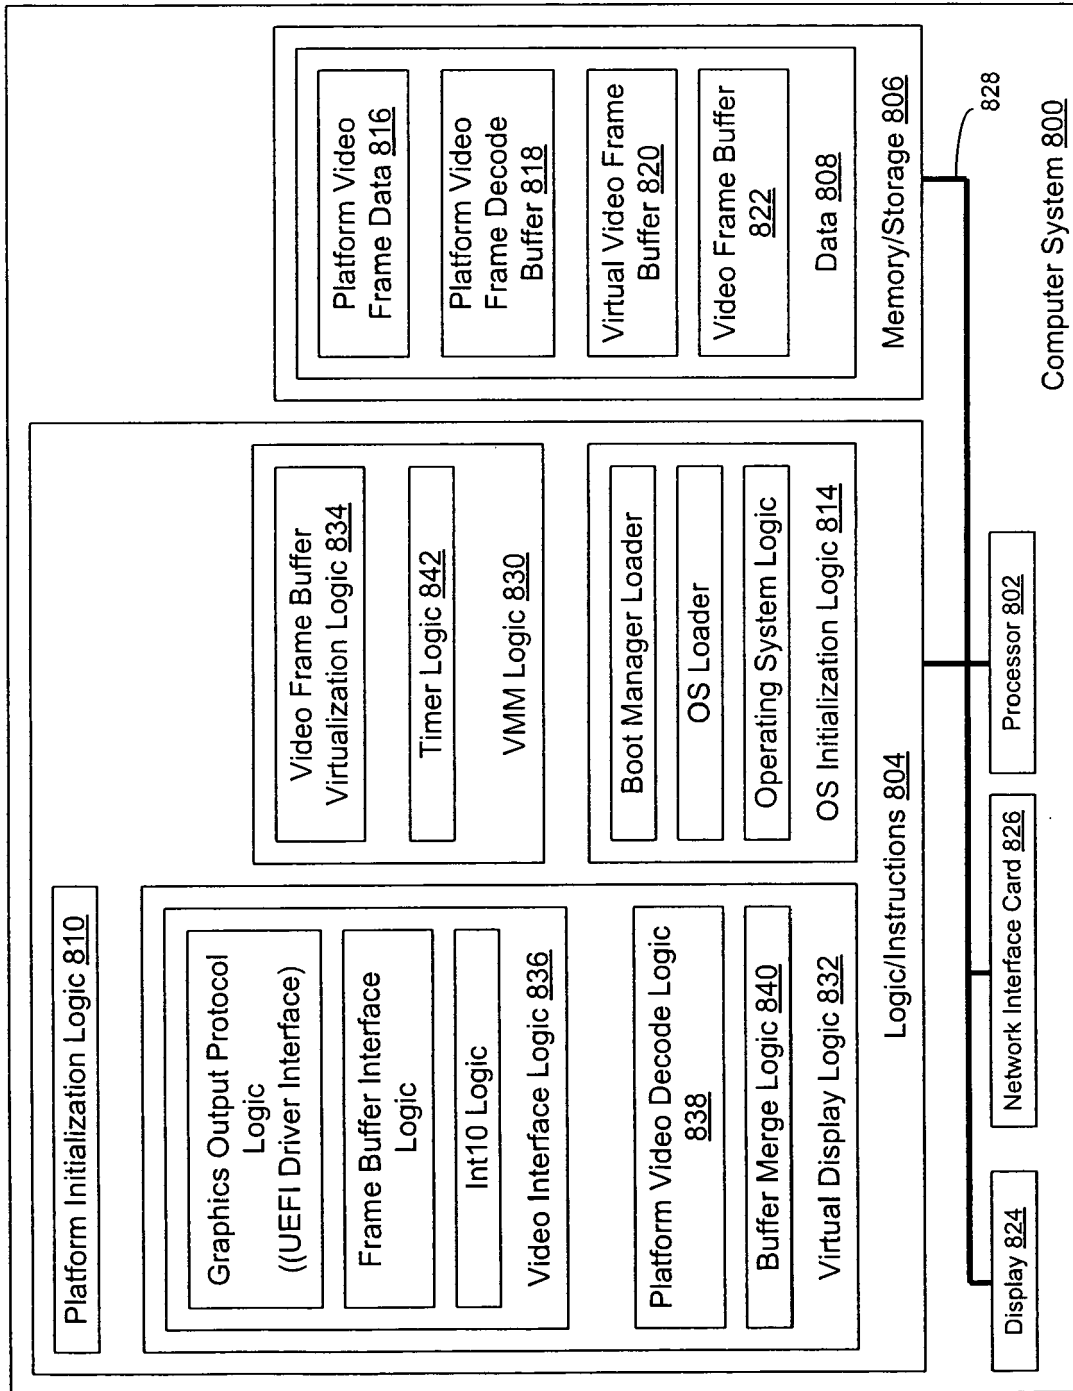 Platform Initialization Logic 810
Graphics Output Protocol
Logic
((UEFI Driver Interface)
Frame Buffer Interface
Logic
Int10 Logic
Video Interface Logic 836
Platform Video Decode Logic
838
Buffer Merge Logic 840
Virtual Display Logic 832
Video Frame Buffer
Virtualization Logic 834
Timer Logic 842
VMM Logic 830
Boot Manager Loader
OS Loader
Operating System Logic
OS Initialization Logic 814
Logic/Instructions 804
Platform Video
Frame Data 816
Platform Video
Frame Decode
Buffer 818
Virtual Video Frame
Buffer 820
Video Frame Buffer
822
Data 808
Memory/Storage 806
828
Display 824
Network Interface Card 826
Processor 802
Computer System 800